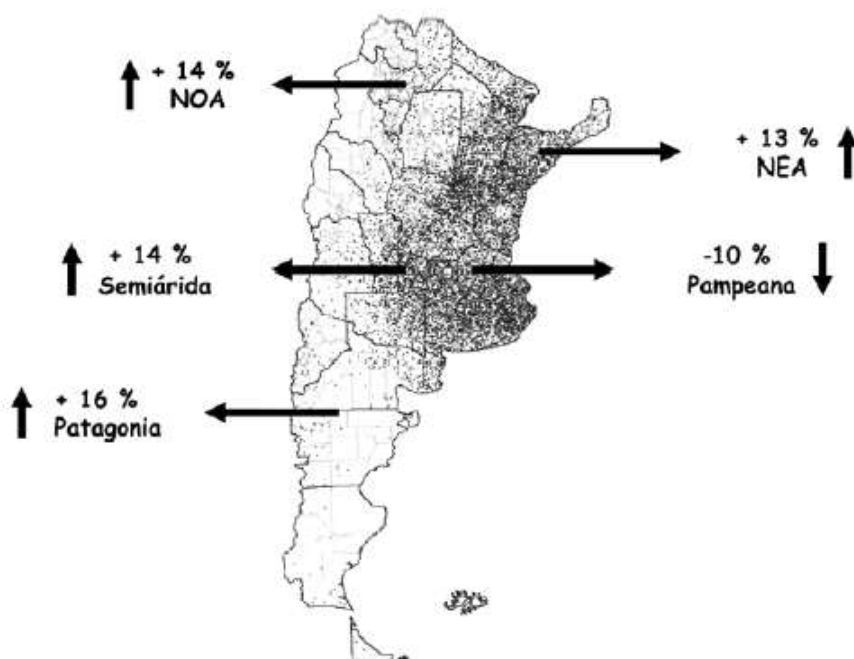 + 14 %
NOA
+ 13 %
NEA
+ 14 %
Semiárida
-10 %
Pampeana
+ 16 %
Patagonia